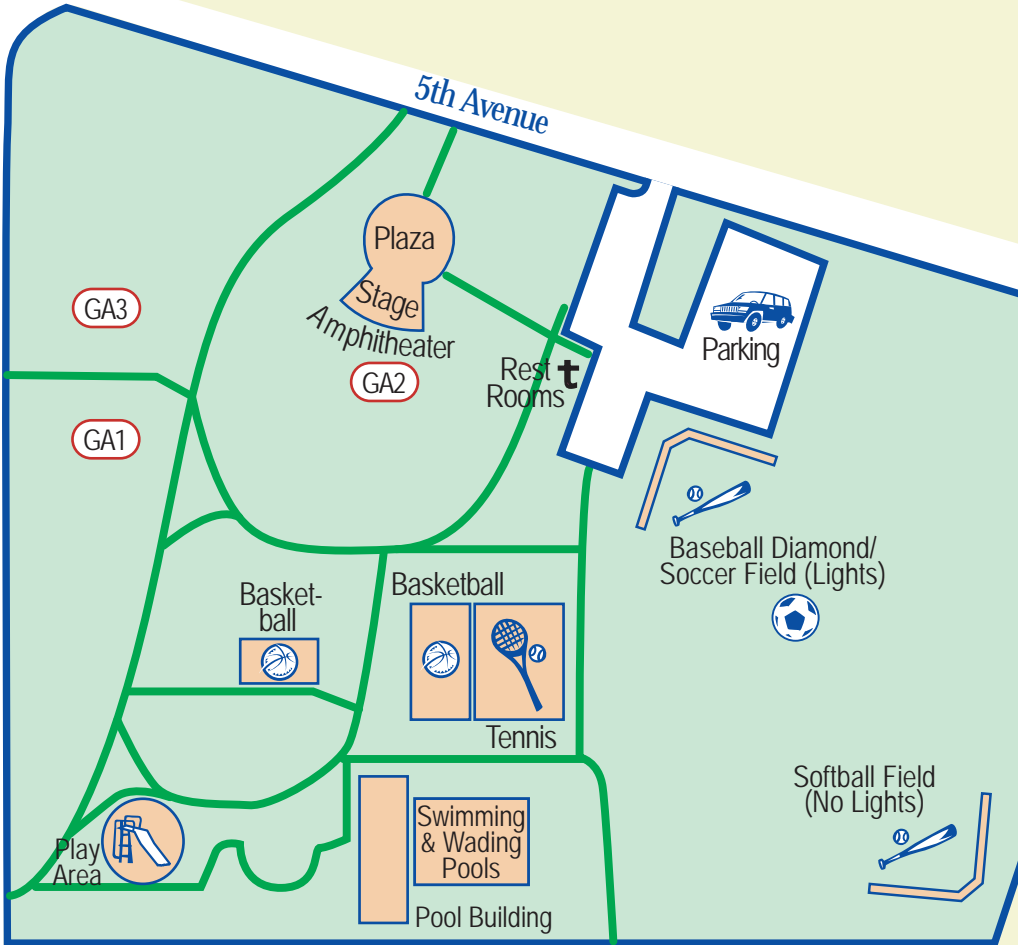 5th Avenue
Plaza
Stage
Amphitheater
GA3
GA2
GA1
Parking
Rest
Rooms
t
Baseball Diamond/
Soccer Field (Lights)
Basket-
ball
Basketball
Tennis
Softball Field
(No Lights)
Swimming
& Wading
Pools
Play
Area
Pool Building